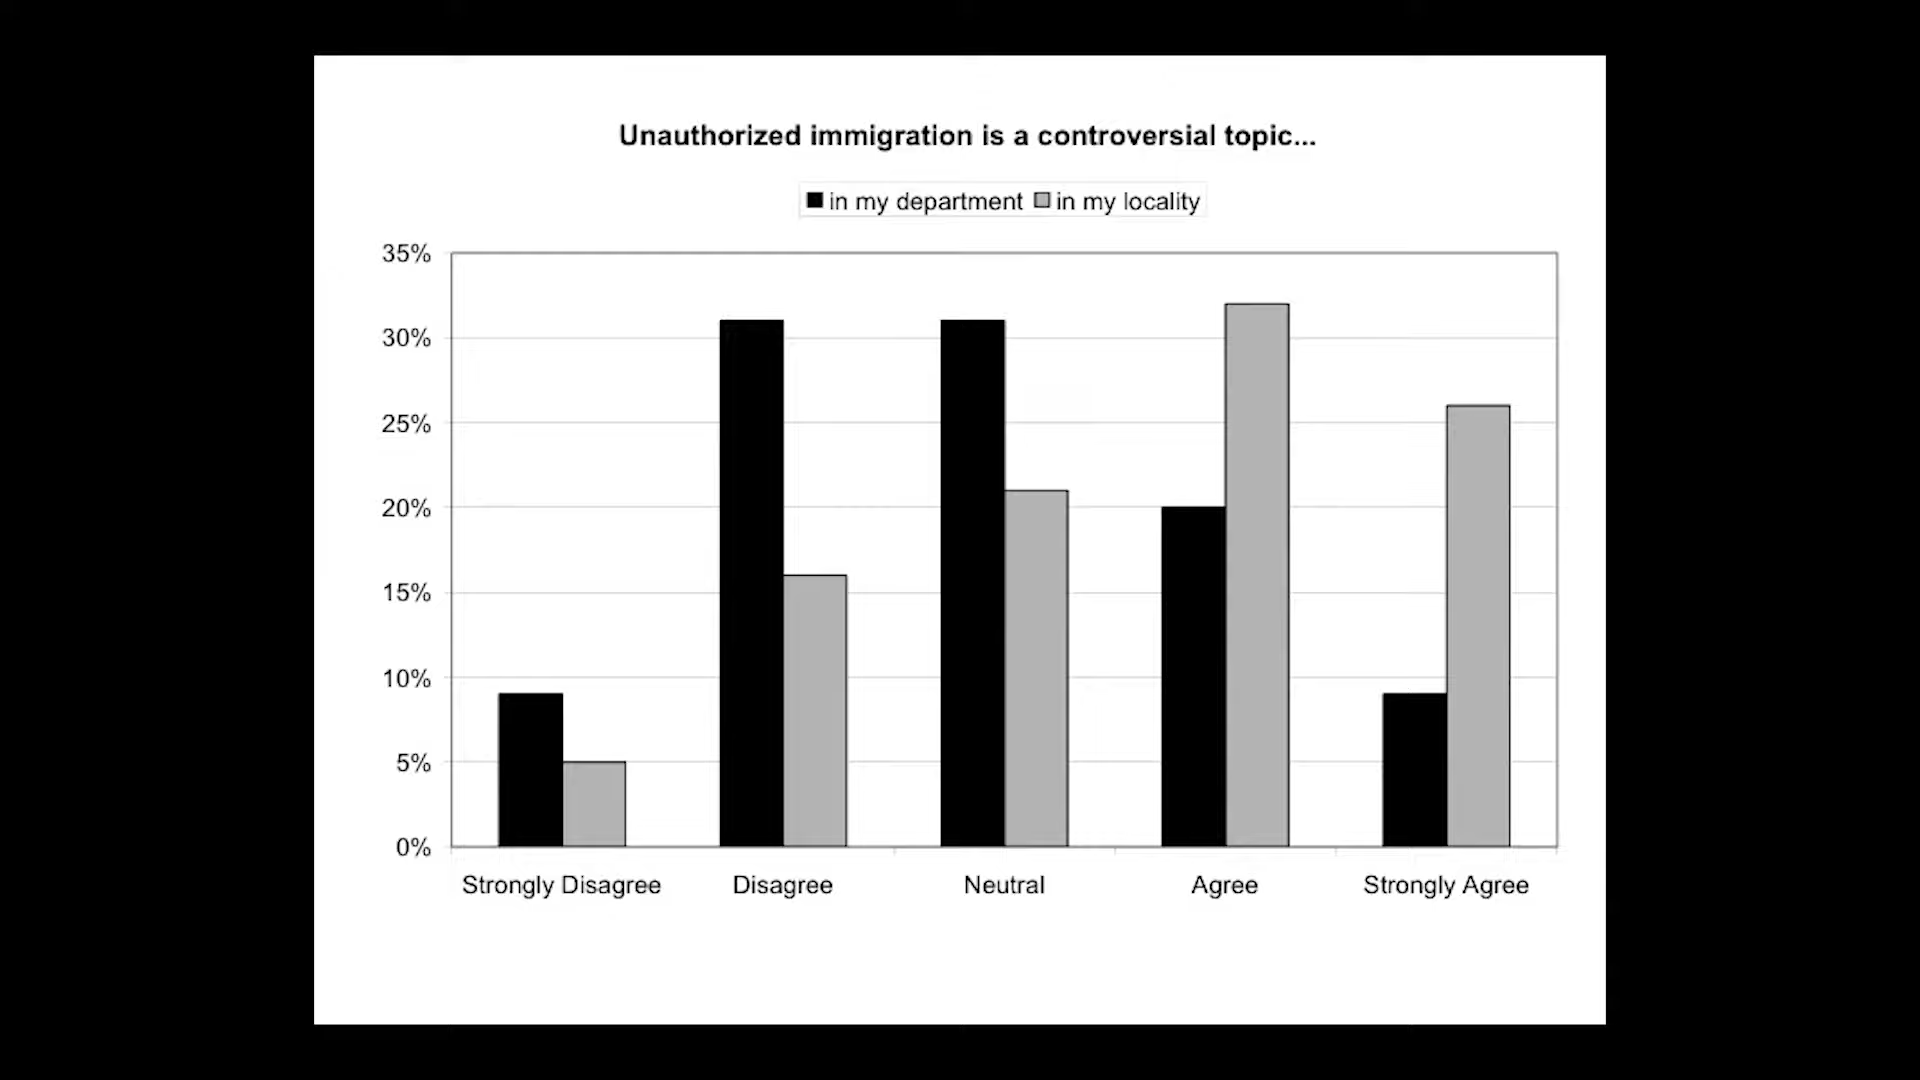 Unauthorized immigration is a controversial topic...
in my department in my locality
35%
30%
25%
20%
15%
10%
5%
0%
Strongly Disagree Disagree Neutral Agree Strongly Agree